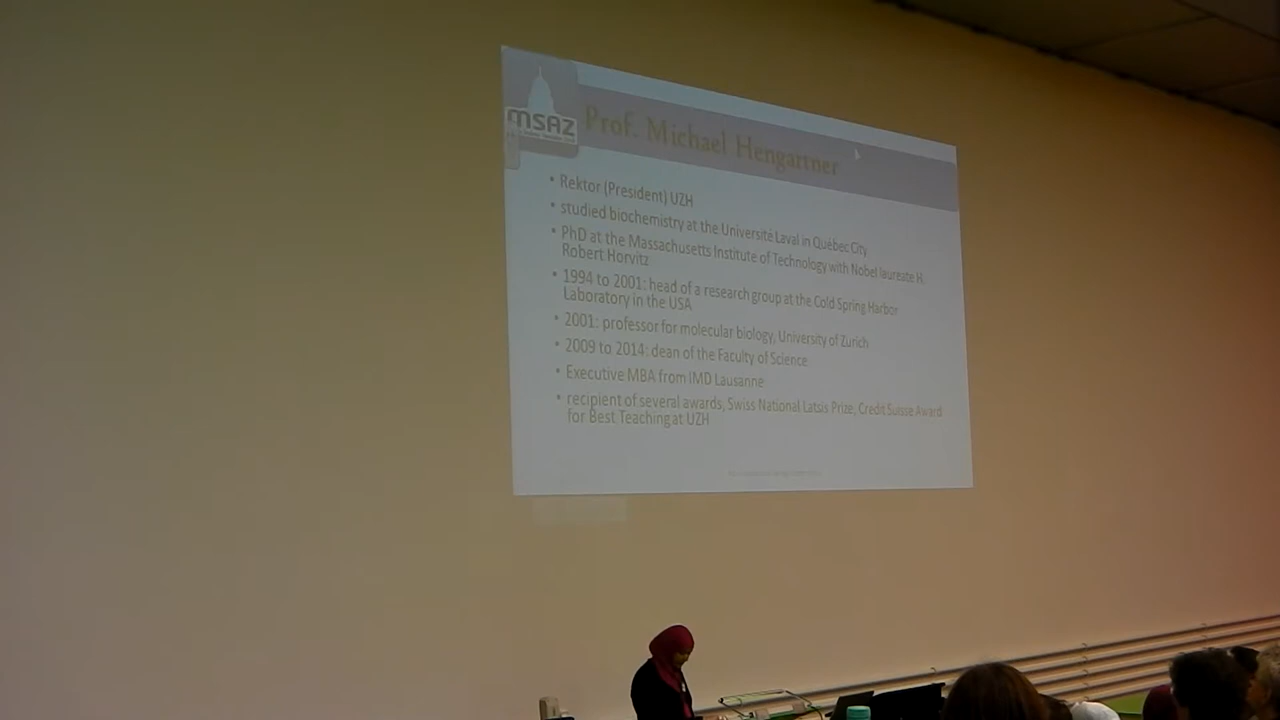 MSAZ
Prof. Michael Hengartner
• Rektor (President) UZH
• studied biochemistry at the Université Laval in Québec City
• PhD at the Massachusetts Institute of Technology with Nobel laureate H.
Robert Horvitz
• 1994 to 2001: head of a research group at the Cold Spring Harbor
Laboratory in the USA
• 2001: professor for molecular biology, University of Zurich
• 2009 to 2014: dean of the Faculty of Science
• Executive MBA from IMD Lausanne
• recipient of several awards, Swiss National Latsis Prize, Credit Suisse Award
for Best Teaching at UZH